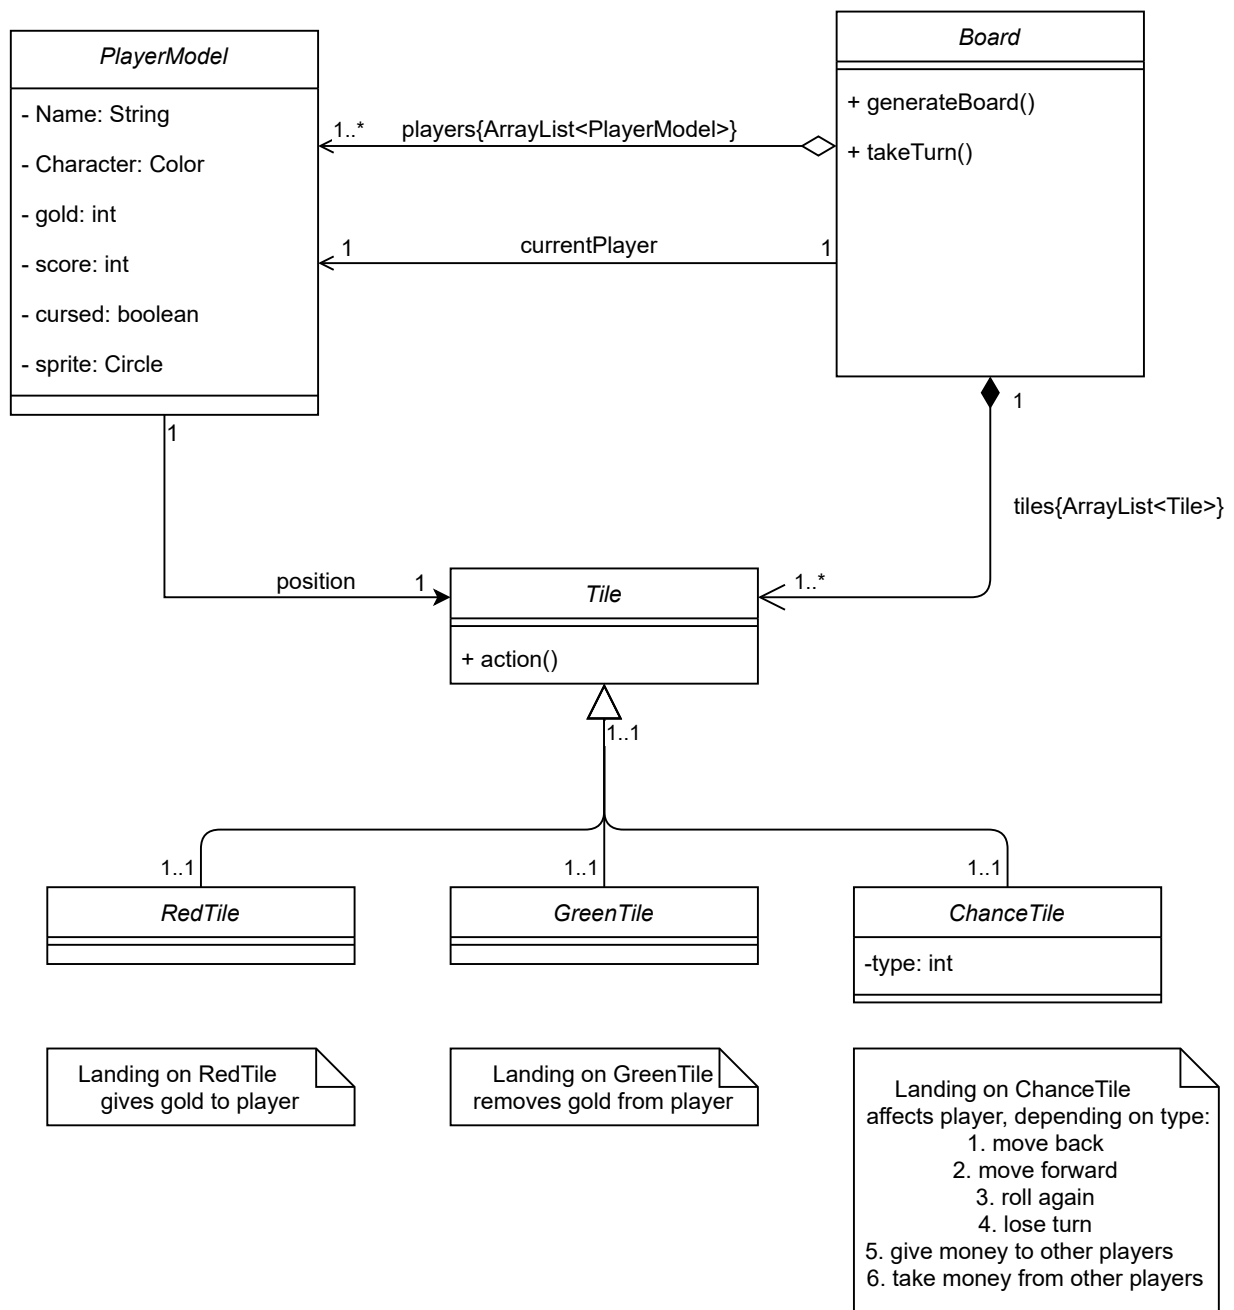 PlayerModel
- Name: String
- Character: Color
- gold: int
- score: int
- cursed: boolean
- sprite: Circle
Board
+ generateBoard()
+ takeTurn()
1..*
players{ArrayList<PlayerModel>}
1
currentPlayer
1
1
1
tiles{ArrayList<Tile>}
position
1
1..*
Tile
+ action()
1..1
1..1
1..1
1..1
RedTile
GreenTile
ChanceTile
-type: int
Landing on RedTile
gives gold to player
Landing on GreenTile
removes gold from player
Landing on ChanceTile
affects player, depending on type:
1. move back
2. move forward
3. roll again
4. lose turn
5. give money to other players
6. take money from other players